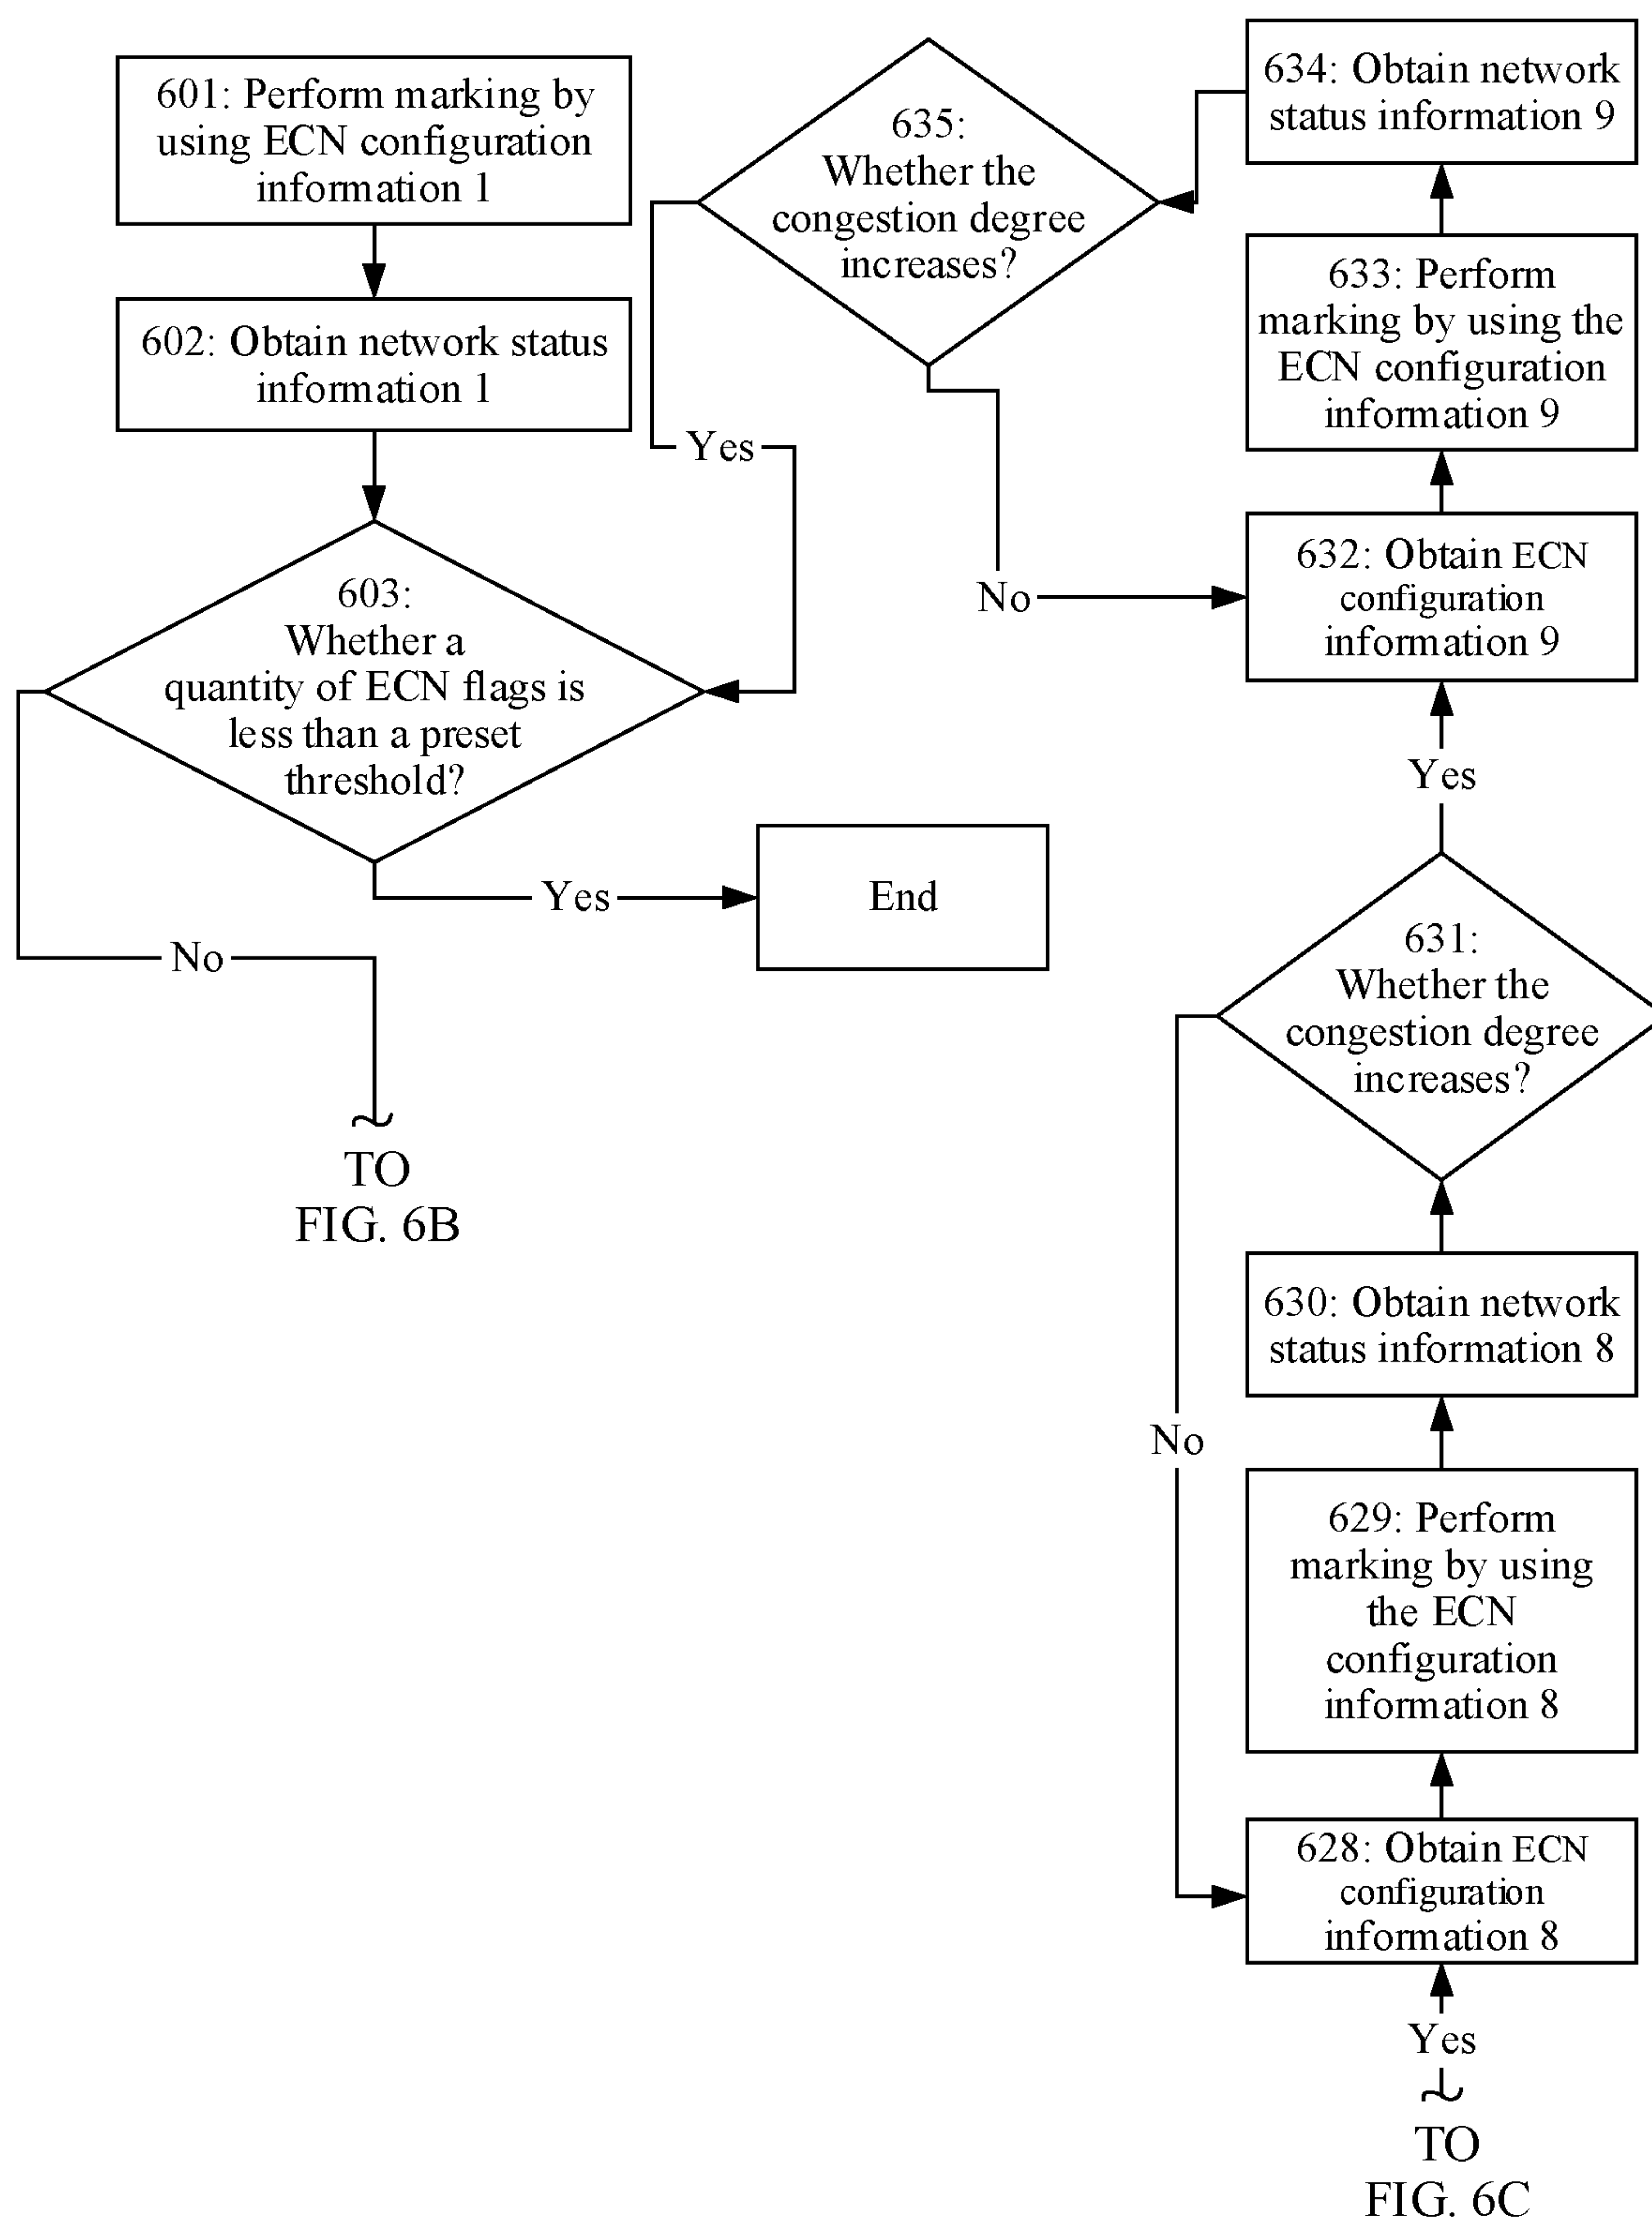 601: Perform marking by
using ECN configuration
information 1
602: Obtain network status
information 1
603:
Whether a
quantity of ECN flags is
less than a preset
threshold?
Yes
End
No
TO
FIG. 6B
635:
Whether the
congestion degree
increases?
Yes
No
634: Obtain network
status information 9
633: Perform
marking by using the
ECN configuration
information 9
632: Obtain ECN
configuration
information 9
Yes
631:
Whether the
congestion degree
increases?
No
630: Obtain network
status information 8
629: Perform
marking by using
the ECN
configuration
information 8
628: Obtain ECN
configuration
information 8
Yes
TO
FIG. 6C